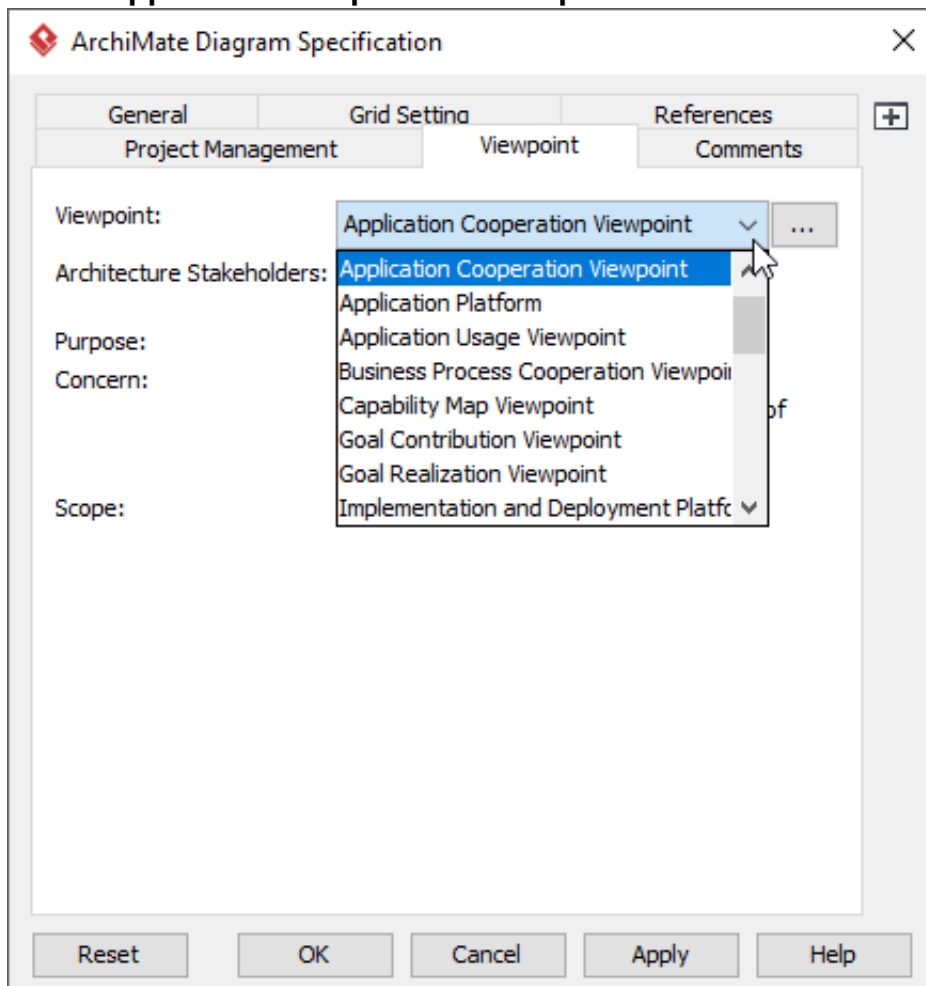 ArchiMate Diagram Specification
General Grid Setting References
Project Management Viewpoint Comments
Viewpoint: Application Cooperation Viewpoint ...
Architecture Stakeholders: Application Cooperation Viewpoint
Application Platform
Purpose: Application Usage Viewpoint
Concern: Business Process Cooperation Viewpoi
Capability Map Viewpoint of
Goal Contribution Viewpoint
Goal Realization Viewpoint
Scope: Implementation and Deployment Platfo
Reset OK Cancel Apply Help